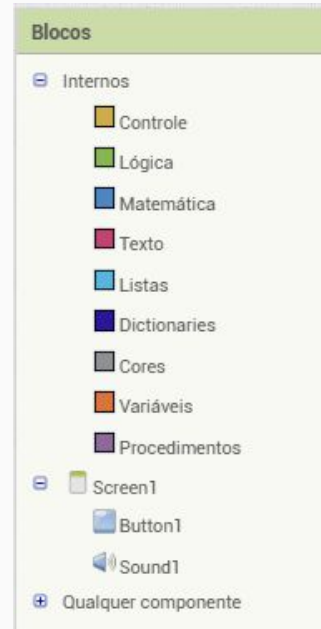 Blocos
Internos
Controle
Lógica
Matemática
Texto
Listas
Dictionaries
Cores
Variáveis
Procedimentos
Screen1
Button1
Sound1
Qualquer componente